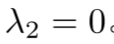 λ₂ = 0。